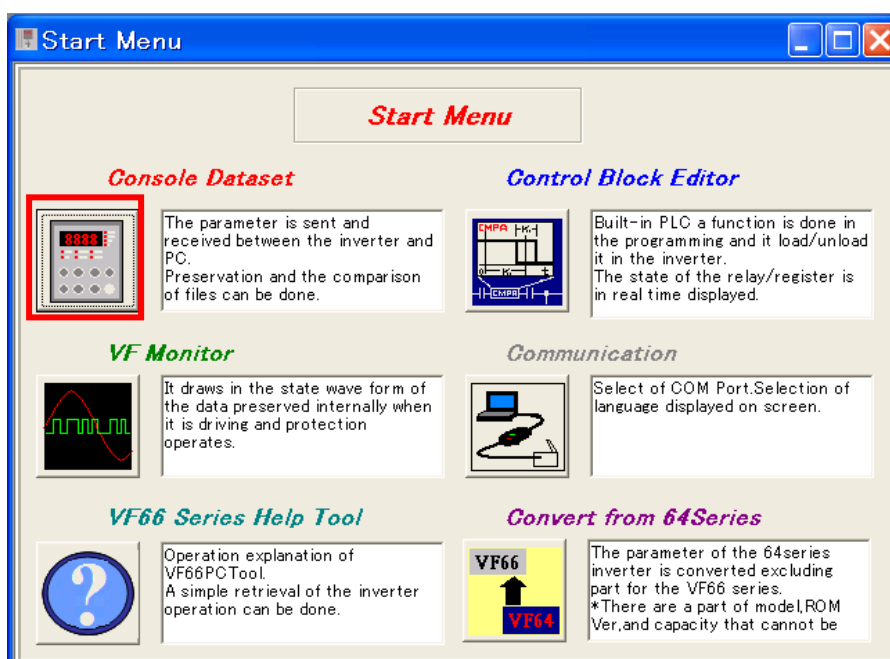 Start Menu
Start Menu
Console Dataset
The parameter is sent and
received between the inverter and
PC.
Preservation and the comparison
of files can be done.
Control Block Editor
CMPA
K
K
CMPA
Built-in PLC a function is done in
the programming and it load/unload
it in the inverter.
The state of the relay/register is
in real time displayed.
VF Monitor
It draws in the state wave form of
the data preserved internally when
it is driving and protection
operates.
Communication
Select of COM Port.Selection of
language displayed on screen.
VF66 Series Help Tool
?
Operation explanation of
VF66PCTool.
A simple retrieval of the inverter
operation can be done.
Convert from 64Series
VF66
VF64
The parameter of the 64series
inverter is converted excluding
part for the VF66 series.
*There are a part of model,ROM
Ver,and capacity that cannot be
8888